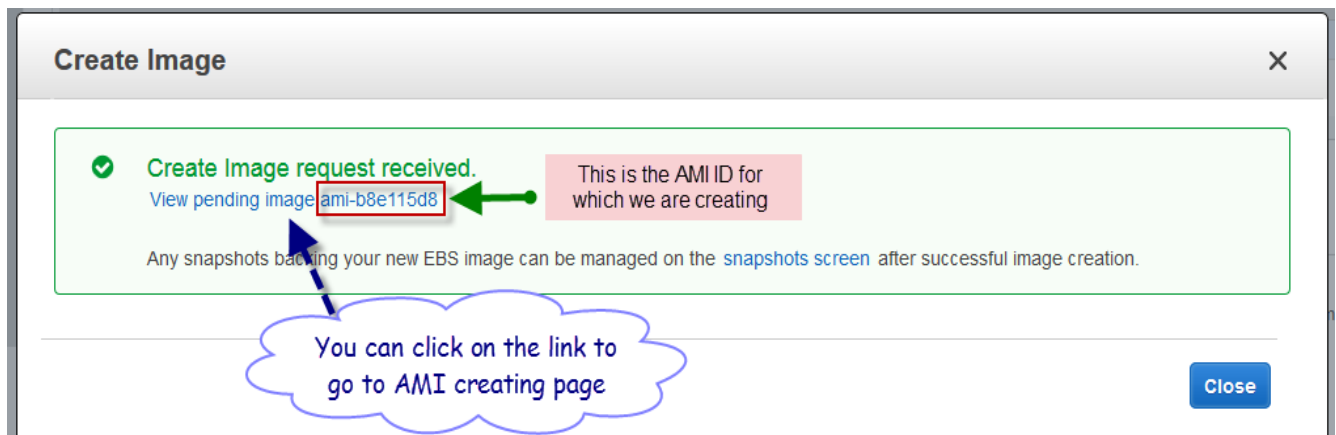 Create Image
Create Image request received.
View pending image ami-b8e115d8
This is the AMI ID for
which we are creating
Any snapshots backing your new EBS image can be managed on the snapshots screen after successful image creation.
You can click on the link to
go to AMI creating page
Close